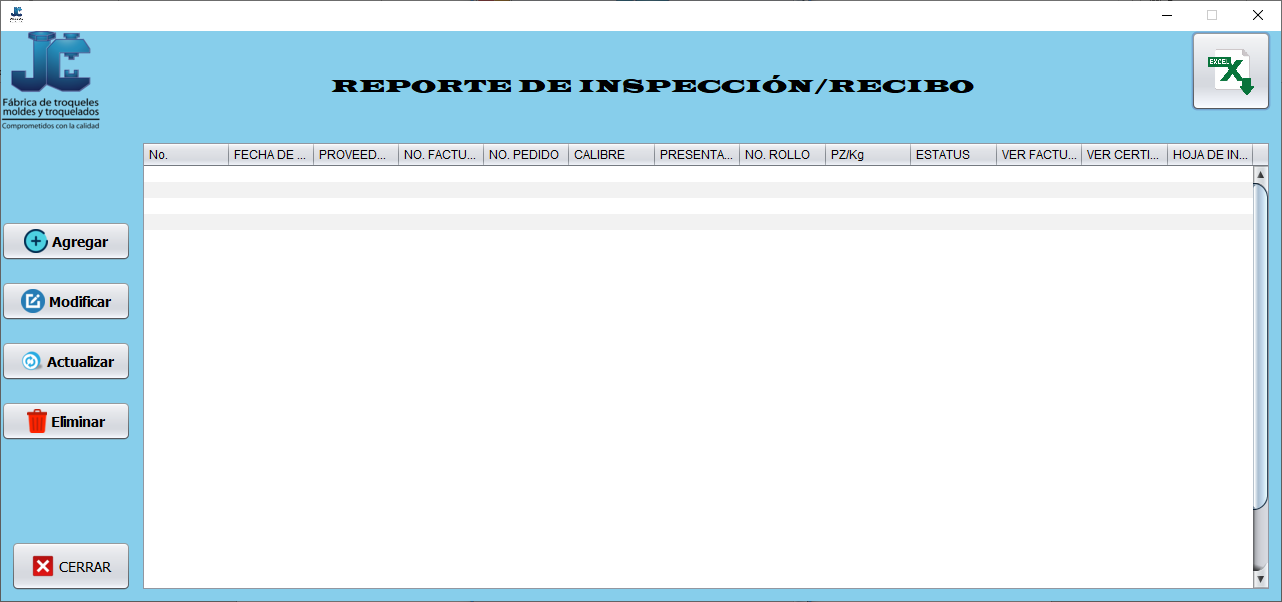 Fábrica de troqueles
moldes y troquelados
Comprometidos con la calidad
REPORTE DE INSPECCIÓN/RECIBO
EXCEL
No. FECHA DE ... PROVEED... NO. FACTU... NO. PEDIDO CALIBRE PRESENTA... NO. ROLLO PZ/Kg ESTATUS VER FACTU... VER CERTI... HOJA DE IN...
Agregar
Modificar
Actualizar
Eliminar
CERRAR